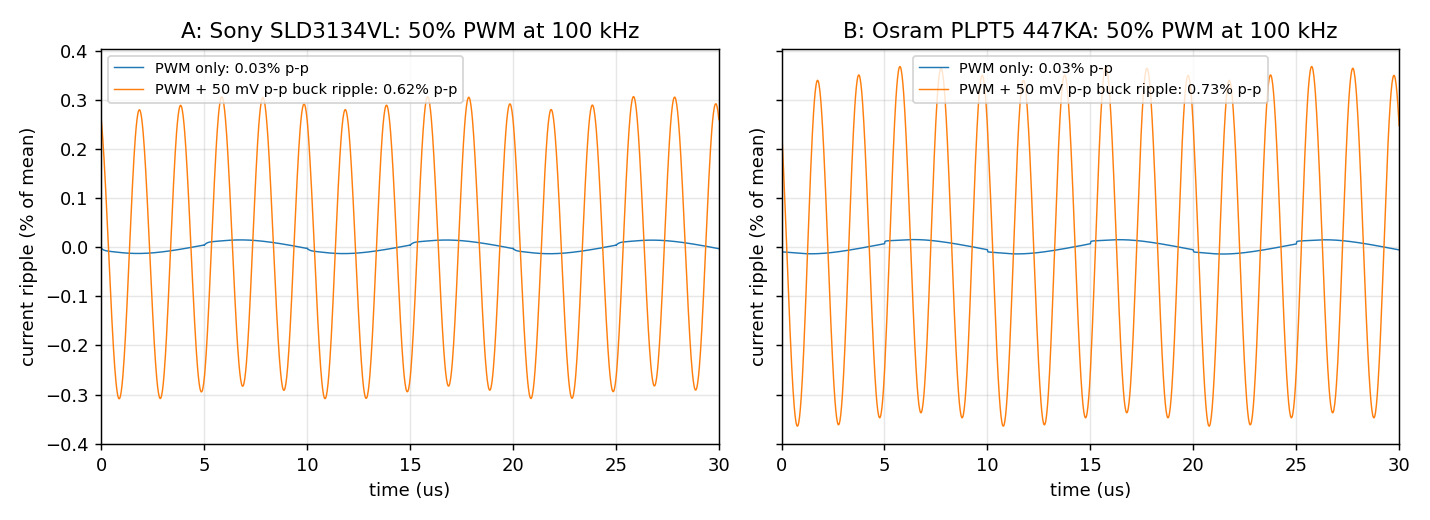 A: Sony SLD3134VL: 50% PWM at 100 kHz
PWM only: 0.03% p-p
PWM + 50 mV p-p buck ripple: 0.62% p-p
current ripple (% of mean)
0.4
0.3
0.2
0.1
0.0
−0.1
−0.2
−0.3
−0.4
0 5 10 15 20 25 30
time (us)
B: Osram PLPT5 447KA: 50% PWM at 100 kHz
PWM only: 0.03% p-p
PWM + 50 mV p-p buck ripple: 0.73% p-p
current ripple (% of mean)
0 5 10 15 20 25 30
time (us)